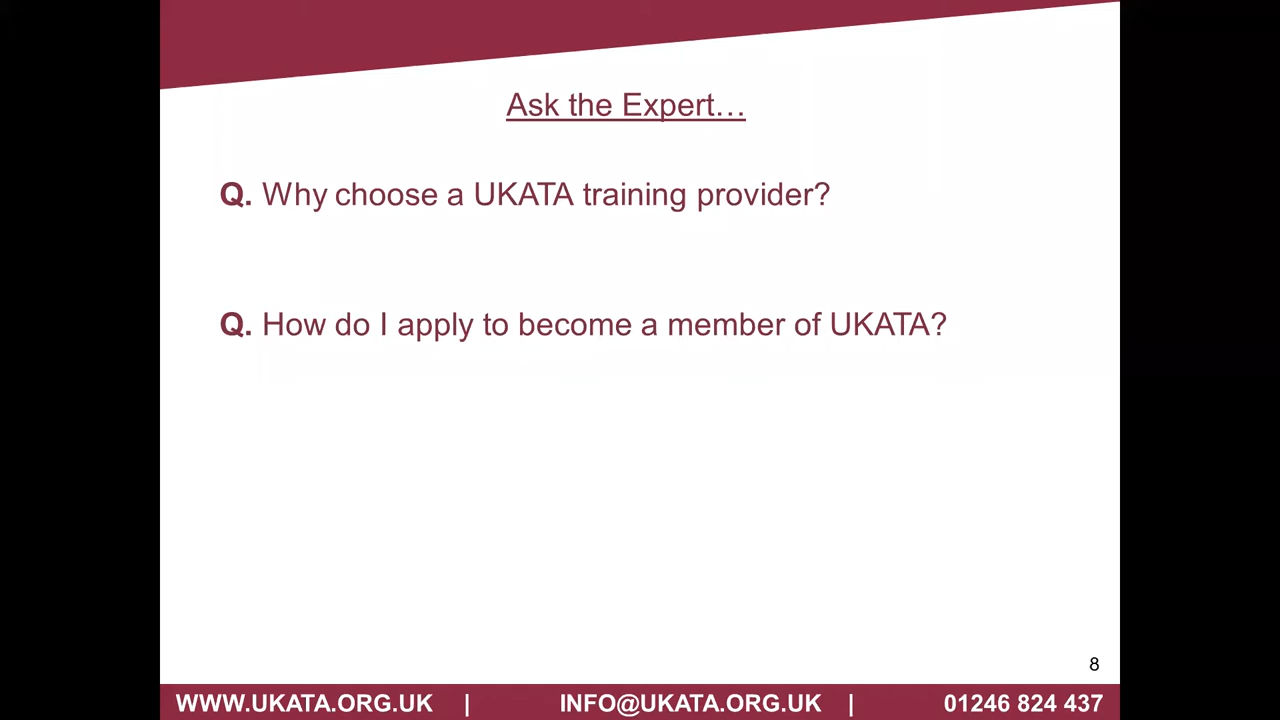 Ask the Expert…
Q. Why choose a UKATA training provider?
Q. How do I apply to become a member of UKATA?
8
WWW.UKATA.ORG.UK | INFO@UKATA.ORG.UK | 01246 824 437